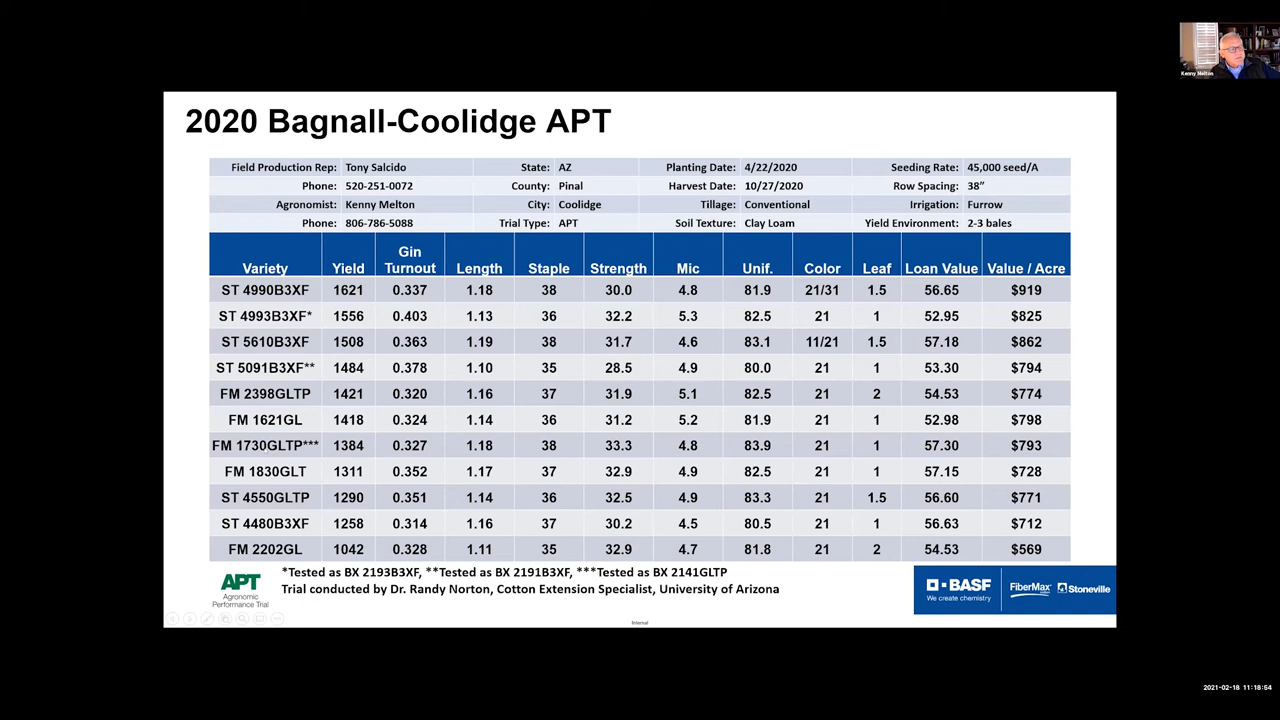 Kenny Melton
2020 Bagnall-Coolidge APT
Field Production Rep: Tony Salcido State: AZ Planting Date: 4/22/2020 Seeding Rate: 45,000 seed/A
Phone: 520-251-0072 County: Pinal Harvest Date: 10/27/2020 Row Spacing: 38"
Agronomist: Kenny Melton City: Coolidge Tillage: Conventional Irrigation: Furrow
Phone: 806-786-5088 Trial Type: APT Soil Texture: Clay Loam Yield Environment: 2-3 bales
Variety Yield Gin Turnout Length Staple Strength Mic Unif. Color Leaf Loan Value Value / Acre
ST 4990B3XF 1621 0.337 1.18 38 30.0 4.8 81.9 21/31 1.5 56.65 $919
ST 4993B3XF* 1556 0.403 1.13 36 32.2 5.3 82.5 21 1 52.95 $825
ST 5610B3XF 1508 0.363 1.19 38 31.7 4.6 83.1 11/21 1.5 57.18 $862
ST 5091B3XF** 1484 0.378 1.10 35 28.5 4.9 80.0 21 1 53.30 $794
FM 2398GLTP 1421 0.320 1.16 37 31.9 5.1 82.5 21 2 54.53 $774
FM 1621GL 1418 0.324 1.14 36 31.2 5.2 81.9 21 1 52.98 $798
FM 1730GLTP*** 1384 0.327 1.18 38 33.3 4.8 83.9 21 1 57.30 $793
FM 1830GLT 1311 0.352 1.17 37 32.9 4.9 82.5 21 1 57.15 $728
ST 4550GLTP 1290 0.351 1.14 36 32.5 4.9 83.3 21 1.5 56.60 $771
ST 4480B3XF 1258 0.314 1.16 37 30.2 4.5 80.5 21 1 56.63 $712
FM 2202GL 1042 0.328 1.11 35 32.9 4.7 81.8 21 2 54.53 $569
*Tested as BX 2193B3XF, **Tested as BX 2191B3XF, ***Tested as BX 2141GLTP
Trial conducted by Dr. Randy Norton, Cotton Extension Specialist, University of Arizona
APT
Agronomic
Performance Trial
BASF
We create chemistry
FiberMax
Stoneville
Internal
2021-02-18 11:18:54